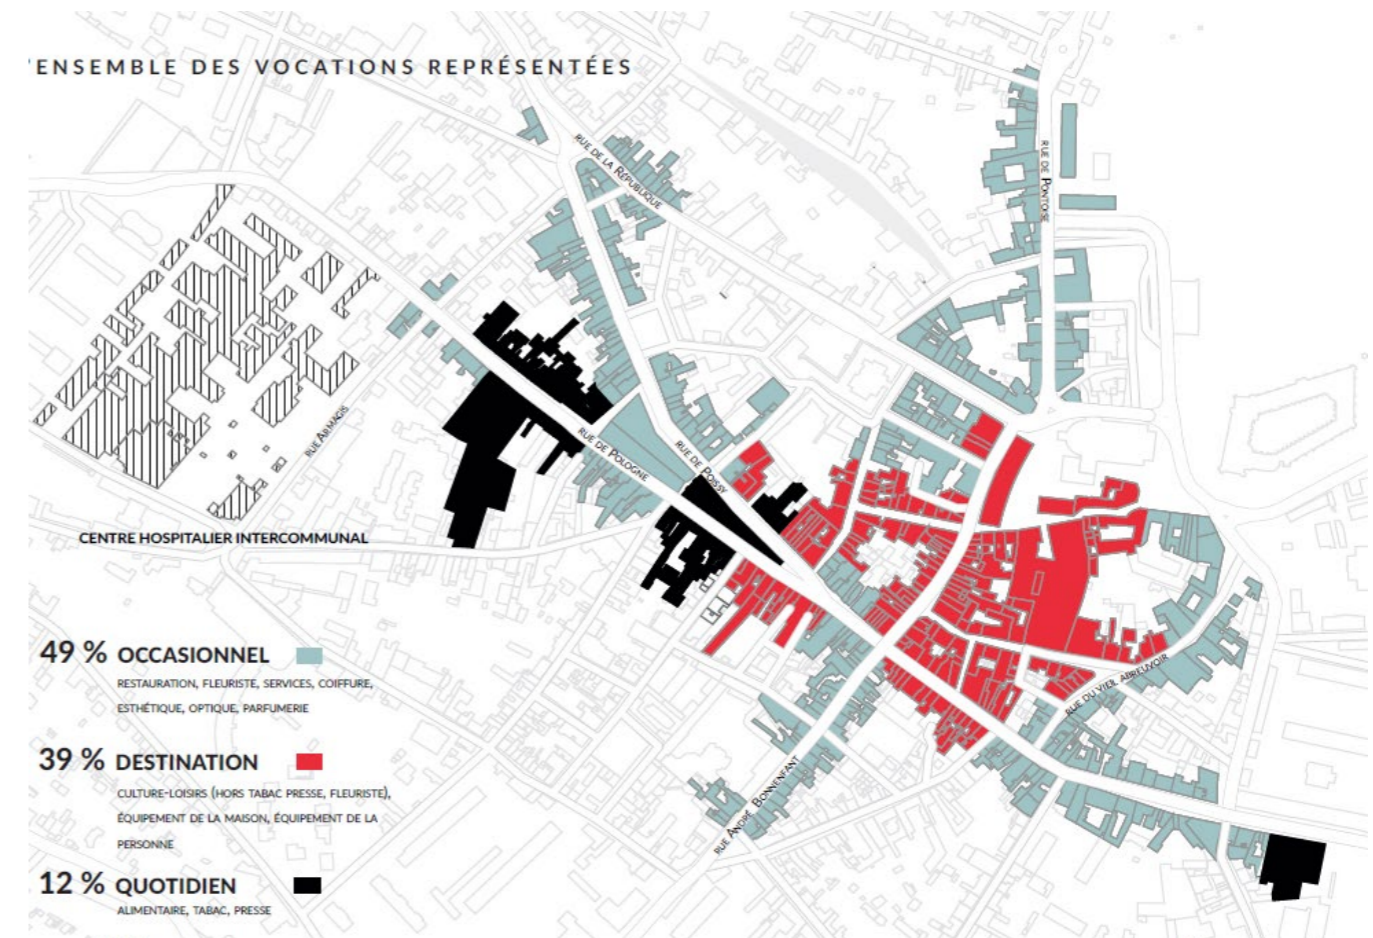 'ENSEMBLE DES VOCATIONS REPRÉSENTÉES
RUE DE LA RÉPUBLIQUE
RUE DE PONTOISE
RUE ARMAGIS
RUE DE POLOGNE
RUE DE POISSY
CENTRE HOSPITALIER INTERCOMMUNAL
RUE DU VIEIL ABREUVOIR
RUE ANDRÉ BONNENFANT
49 % OCCASIONNEL
RESTAURATION, FLEURISTE, SERVICES, COIFFURE,
ESTHÉTIQUE, OPTIQUE, PARFUMERIE
39 % DESTINATION
CULTURE-LOISIRS (HORS TABAC PRESSE, FLEURISTE),
ÉQUIPEMENT DE LA MAISON, ÉQUIPEMENT DE LA
PERSONNE
12 % QUOTIDIEN
ALIMENTAIRE, TABAC, PRESSE